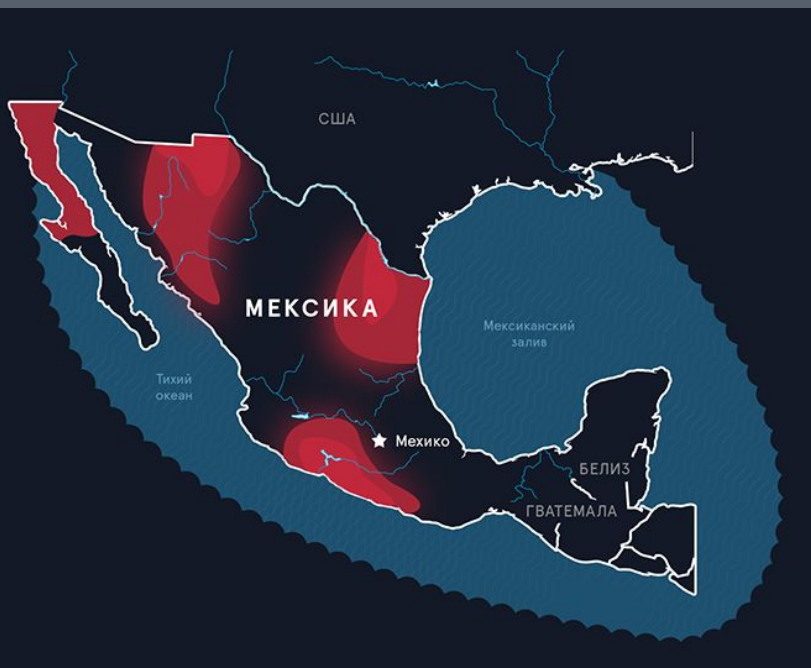 США
МЕКСИКА
Мексиканский
залив
Тихий
океан
Мехико
БЕЛИЗ
ГВАТЕМАЛА